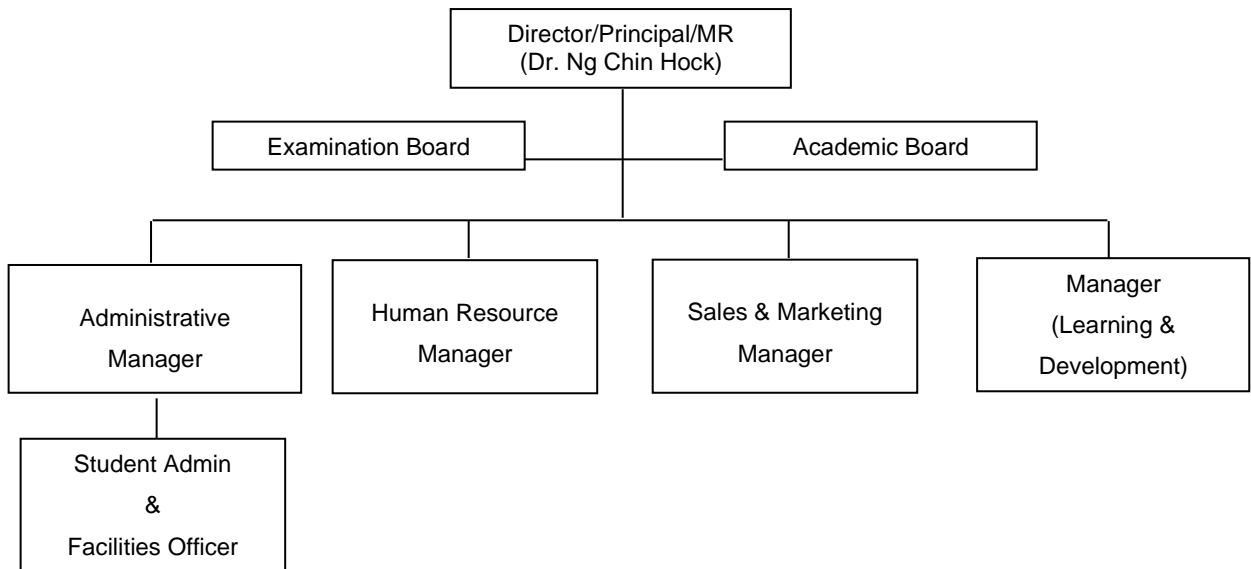 Director/Principal/MR
(Dr. Ng Chin Hock)
Examination Board
Academic Board
Administrative
Manager
Human Resource
Manager
Sales & Marketing
Manager
Manager
(Learning &
Development)
Student Admin
&
Facilities Officer